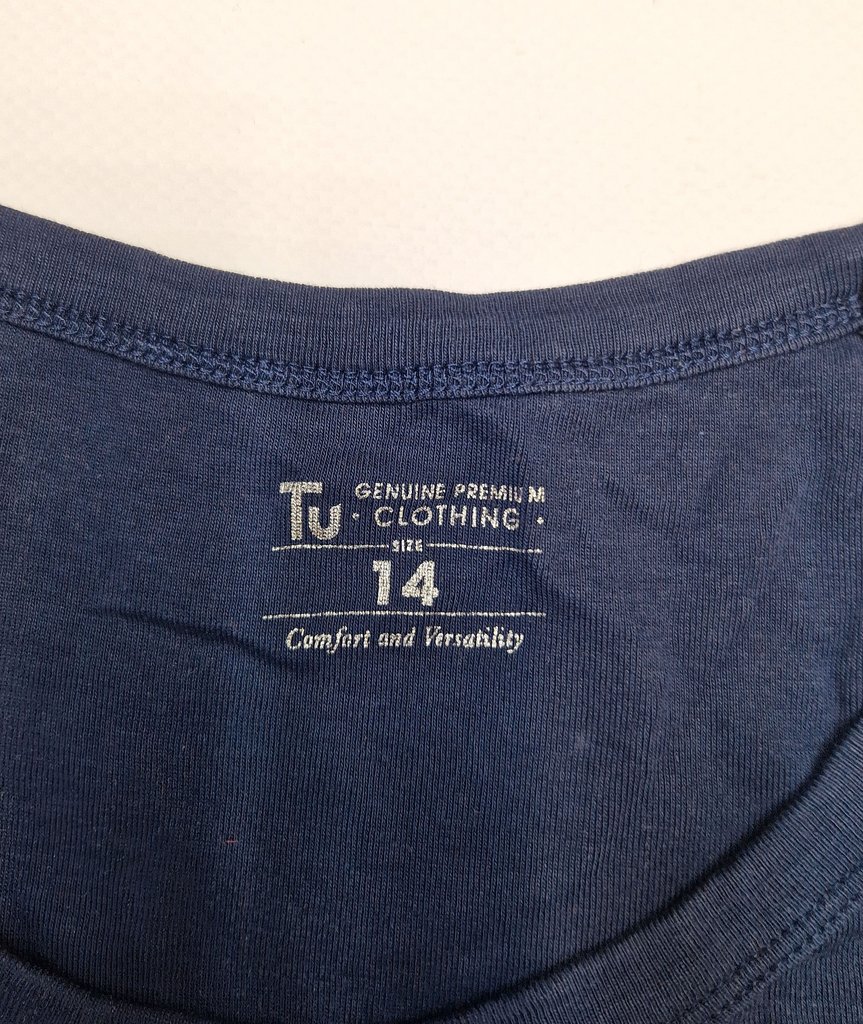 Tu GENUINE PREMIUM
· CLOTHING ·
SIZE
14
Comfort and Versatility